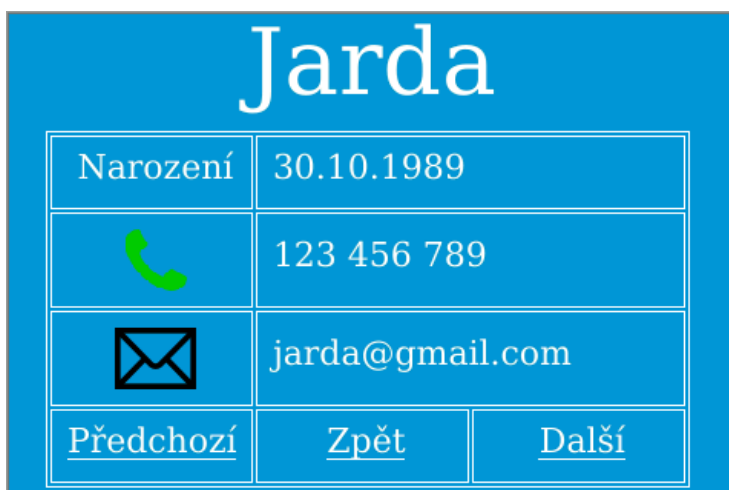 Jarda
Narození 30.10.1989
123 456 789
jarda@gmail.com
Předchozí Zpět Další